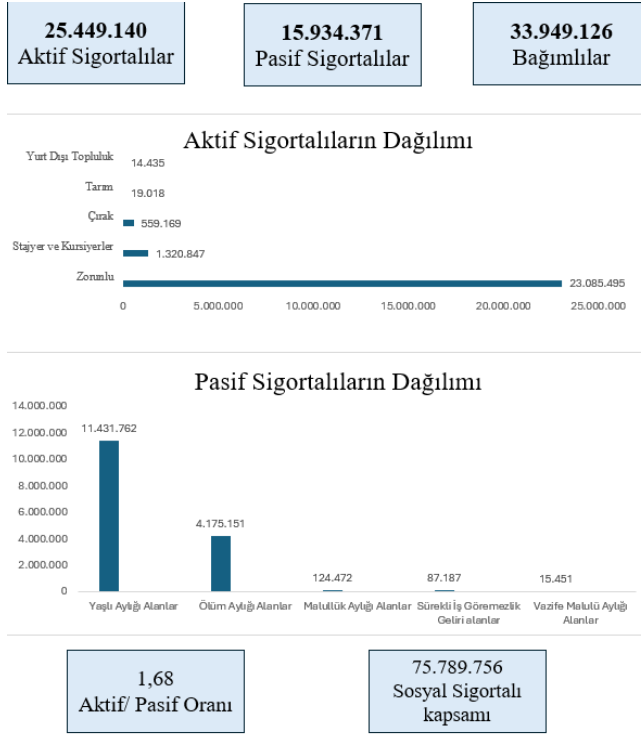 25.449.140
Aktif Sigortalılar
15.934.371
Pasif Sigortalılar
33.949.126
Bağımlılar
Aktif Sigortalıların Dağılımı
Yurt Dışı Topluluk
14.435
Tarım
19.018
Çırak
559.169
Stajyer ve Kursiyerler
1.320.847
Zorunlu
23.085.495
0
5.000.000
10.000.000
15.000.000
20.000.000
25.000.000
Pasif Sigortalıların Dağılımı
14.000.000
12.000.000
10.000.000
8.000.000
6.000.000
4.000.000
2.000.000
0
11.431.762
4.175.151
124.472
87.187
15.451
Yaşlı Aylığı Alanlar
Ölüm Aylığı Alanlar
Malullük Aylığı Alanlar
Sürekli İş Göremezlik
Geliri alanlar
Vazife Malulü Aylığı
Alanlar
1,68
Aktif/ Pasif Oranı
75.789.756
Sosyal Sigortalı
kapsamı